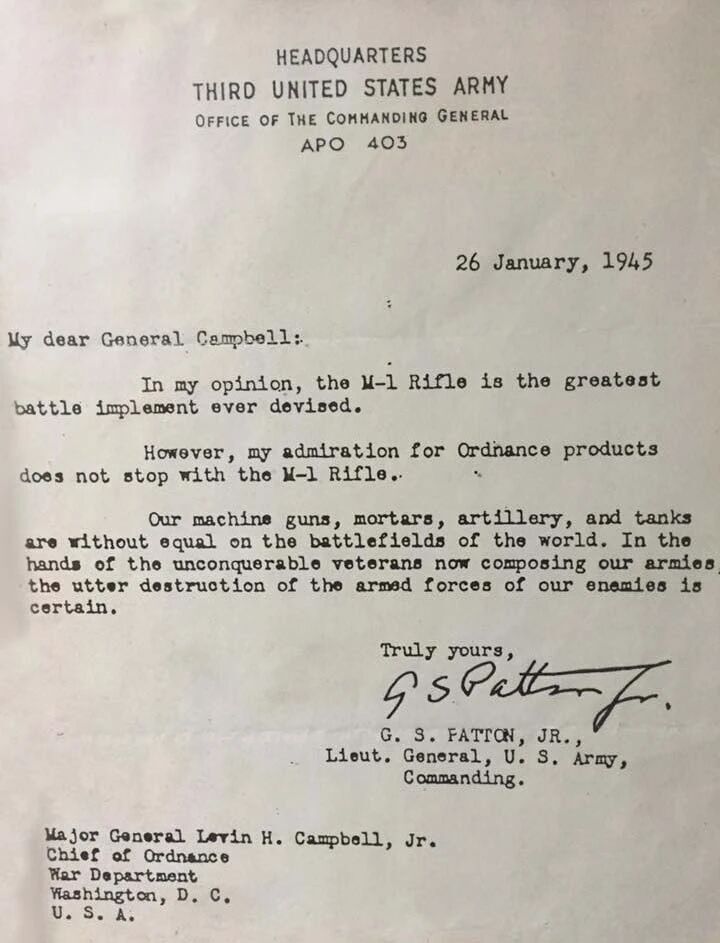 HEADQUARTERS
THIRD UNITED STATES ARMY
OFFICE OF THE COMMANDING GENERAL
APO 403
26 January, 1945
My dear General Campbell:
In my opinion, the M-1 Rifle is the greatest
battle implement ever devised.
However, my admiration for Ordnance products
does not stop with the M-1 Rifle.
Our machine guns, mortars, artillery, and tanks
are without equal on the battlefields of the world. In the
hands of the unconquerable veterans now composing our armies,
the utter destruction of the armed forces of our enemies is
certain.
Truly yours,
G S Patton Jr.
G. S. PATTON, JR.,
Lieut. General, U. S. Army,
Commanding.
Major General Levin H. Campbell, Jr.
Chief of Ordnance
War Department
Washington, D. C.
U. S. A.